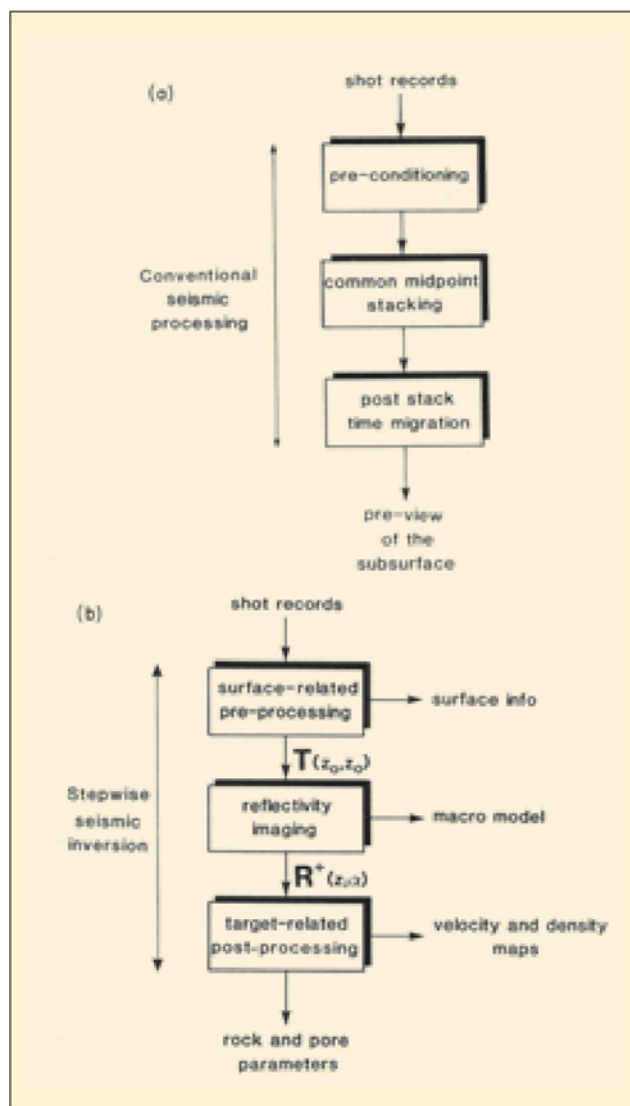 (a)
shot records
pre-conditioning
Conventional
seismic
processing
common midpoint
stacking
post stack
time migration
pre-view
of the
subsurface
(b)
shot records
surface-related
pre-processing
surface info
T(z₀,z₀)
Stepwise
seismic
inversion
reflectivity
imaging
macro model
target-related
post-processing
velocity and density
maps
rock and pore
parameters